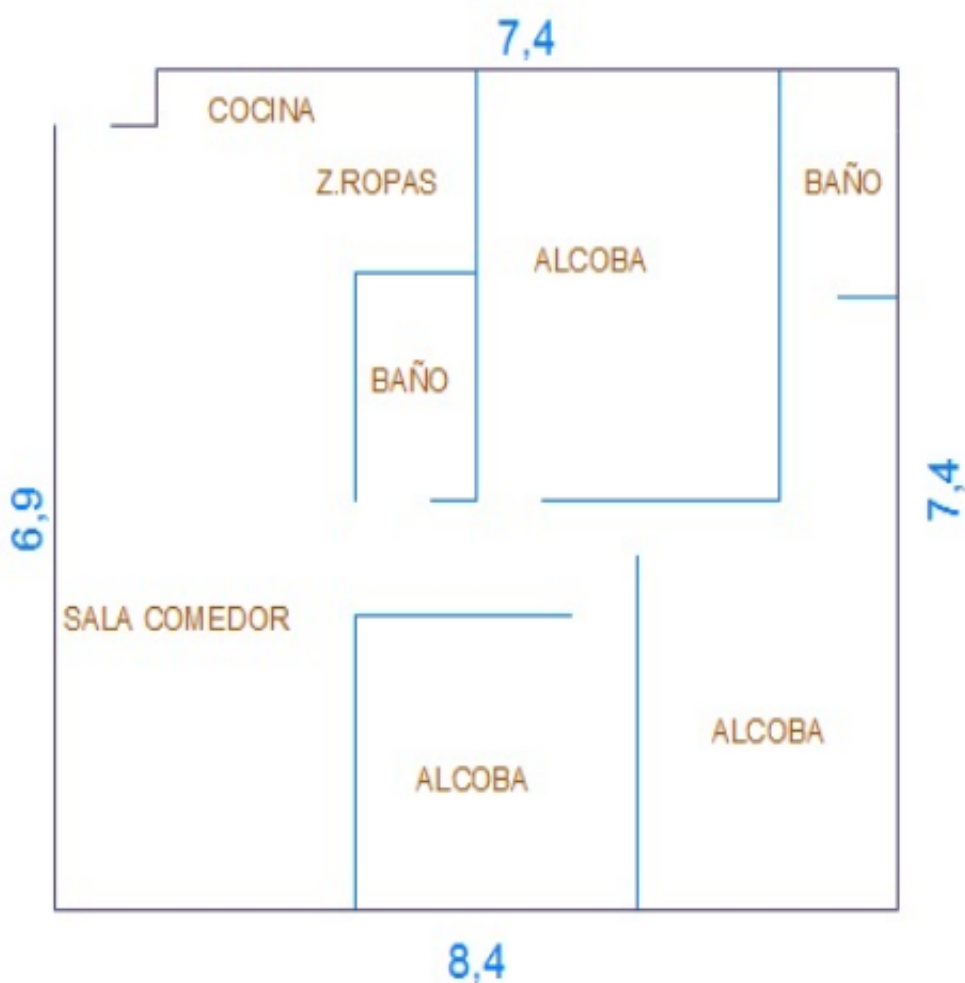 7,4
COCINA
Z.ROPAS
BAÑO
ALCOBA
BAÑO
6,9
7,4
SALA COMEDOR
ALCOBA
ALCOBA
8,4